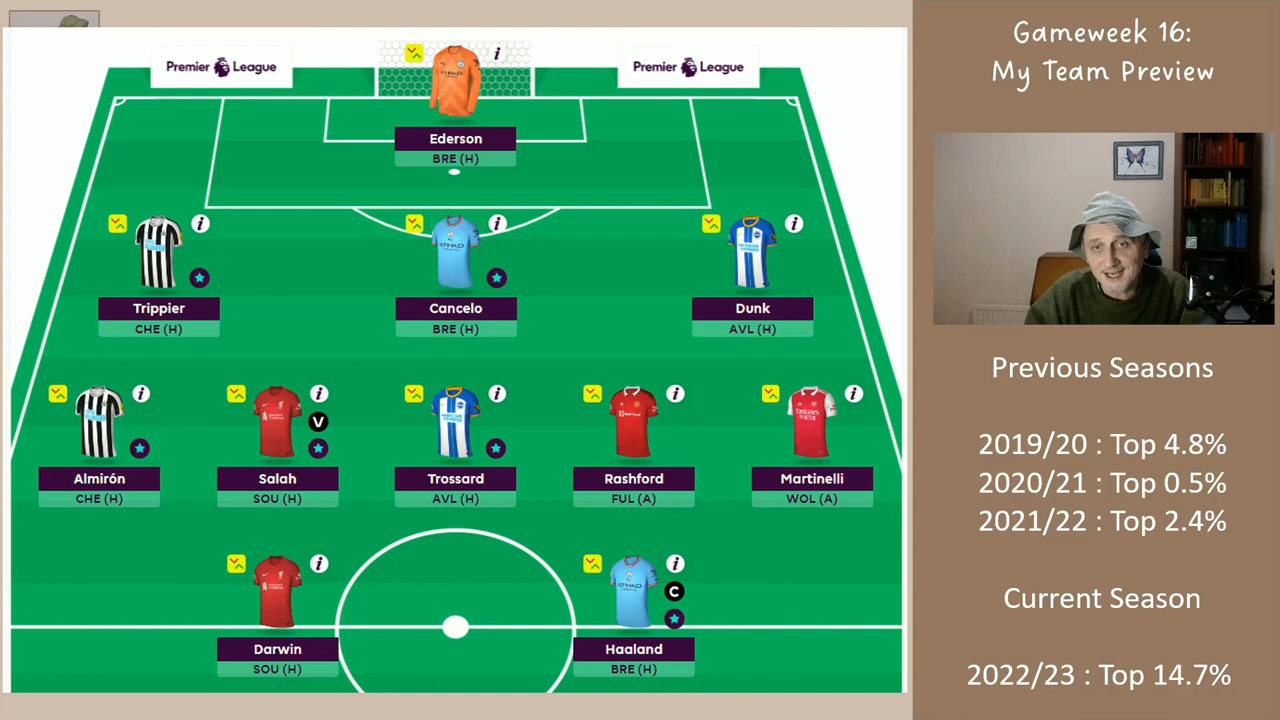 Gameweek 16:
My Team Preview
Premier League
Premier League
Ederson
BRE (H)
Trippier
CHE (H)
Cancelo
BRE (H)
Dunk
AVL (H)
Almirón
CHE (H)
V
Salah
SOU (H)
Trossard
AVL (H)
Rashford
FUL (A)
Martinelli
WOL (A)
Darwin
SOU (H)
C
Haaland
BRE (H)
Previous Seasons
2019/20 : Top 4.8%
2020/21 : Top 0.5%
2021/22 : Top 2.4%
Current Season
2022/23 : Top 14.7%